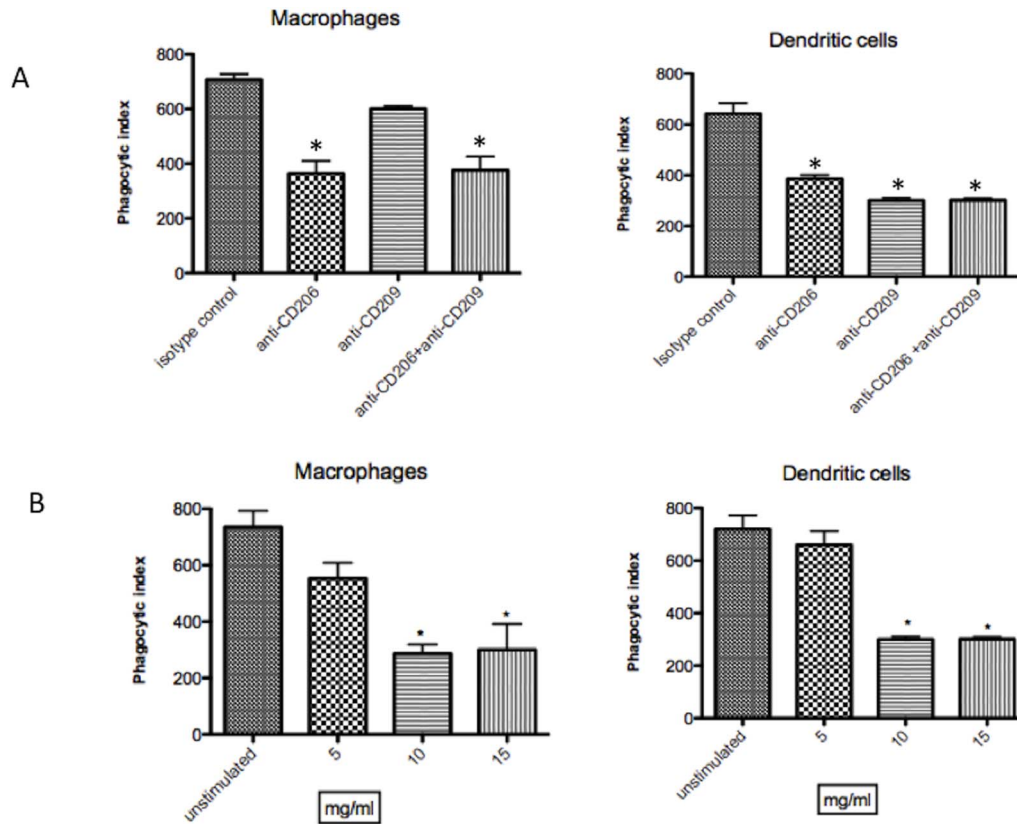 A
Macrophages
Phagocytic index
800
600
400
200
0
*
*
isotype control
anti-CD206
anti-CD209
anti-CD206+anti-CD209
Dendritic cells
Phagocytic index
800
600
400
200
0
*
*
*
Isotype control
anti-CD206
anti-CD209
anti-CD206 +anti-CD209
B
Macrophages
Phagocytic index
800
600
400
200
0
*
*
unstimulated
5
10
15
mg/ml
Dendritic cells
Phagocytic index
800
600
400
200
0
*
*
unstimulated
5
10
15
mg/ml